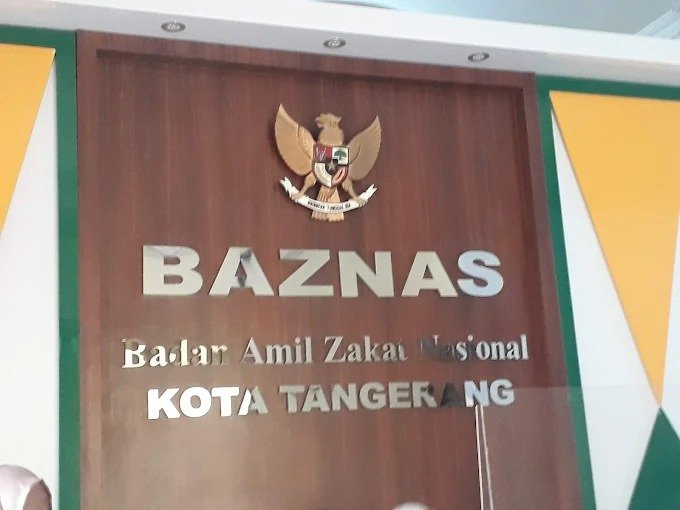 BAZNAS
Badan Amil Zakat Nasional
KOTA TANGERANG